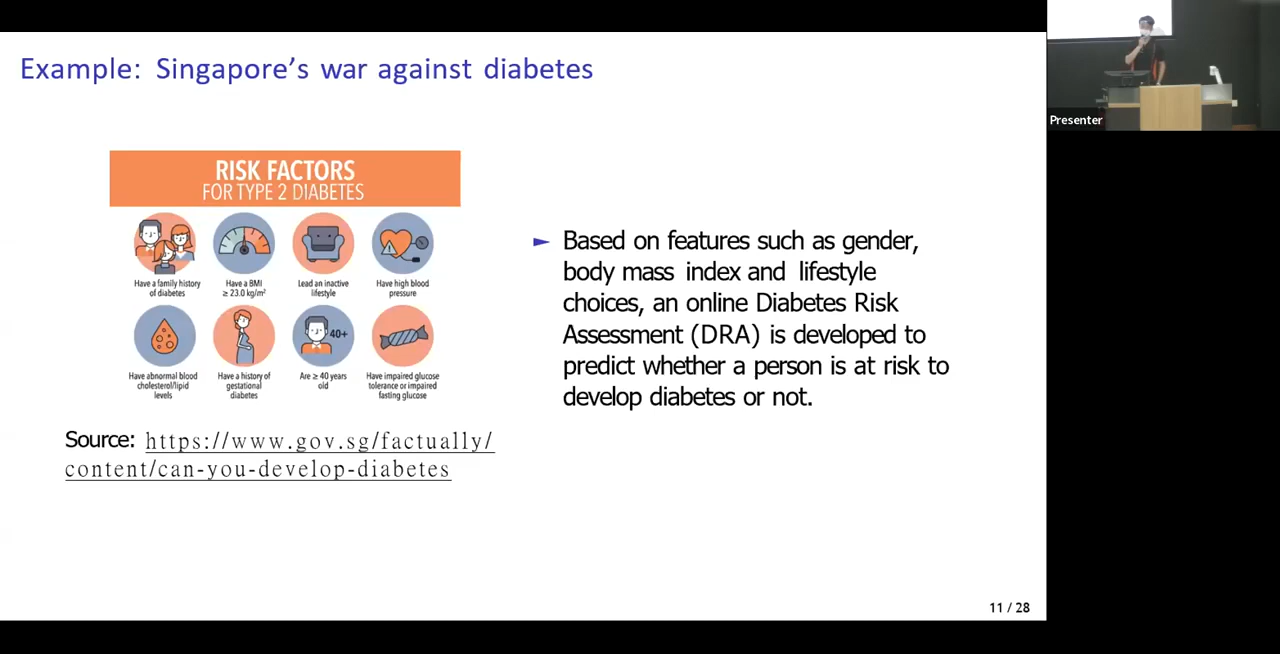 Example: Singapore's war against diabetes
RISK FACTORS
FOR TYPE 2 DIABETES
Have a family history
of diabetes
Have a BMI
≥ 23.0 kg/m²
Lead an inactive
lifestyle
Have high blood
pressure
40+
Have abnormal blood
cholesterol/lipid
levels
Have a history of
gestational
diabetes
Are ≥ 40 years
old
Have impaired glucose
tolerance or impaired
fasting glucose
Source: https://www.gov.sg/factually/
content/can-you-develop-diabetes
► Based on features such as gender,
body mass index and lifestyle
choices, an online Diabetes Risk
Assessment (DRA) is developed to
predict whether a person is at risk to
develop diabetes or not.
11 / 28
Presenter